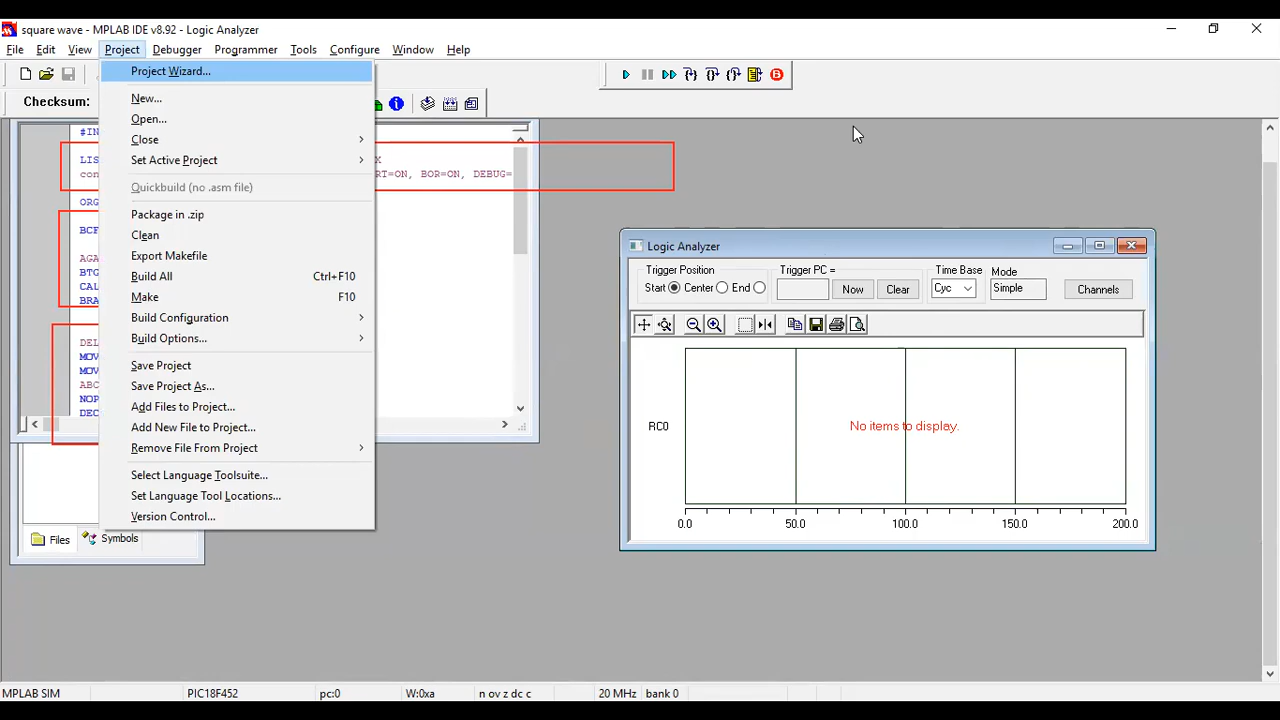 square wave - MPLAB IDE v8.92 - Logic Analyzer
File Edit View Project Debugger Programmer Tools Configure Window Help
Project Wizard...
New...
Open...
Close
Set Active Project
Quickbuild (no .asm file)
Package in .zip
Clean
Export Makefile
Build All Ctrl+F10
Make F10
Build Configuration
Build Options...
Save Project
Save Project As...
Add Files to Project...
Add New File to Project...
Remove File From Project
Select Language Toolsuite...
Set Language Tool Locations...
Version Control...
Checksum:
#IN
LIS X
con RT=ON, BOR=ON, DEBUG=
ORG
BCF
AGA
BTG
CAL
BRA
DEL
MOV
MOV
ABC
NOP
DEC
Files Symbols
Logic Analyzer
Trigger Position Trigger PC = Time Base Mode
Start Center End Now Clear Cyc Simple Channels
RC0 No items to display.
0.0 50.0 100.0 150.0 200.0
MPLAB SIM PIC18F452 pc:0 W:0xa n ov z dc c 20 MHz bank 0